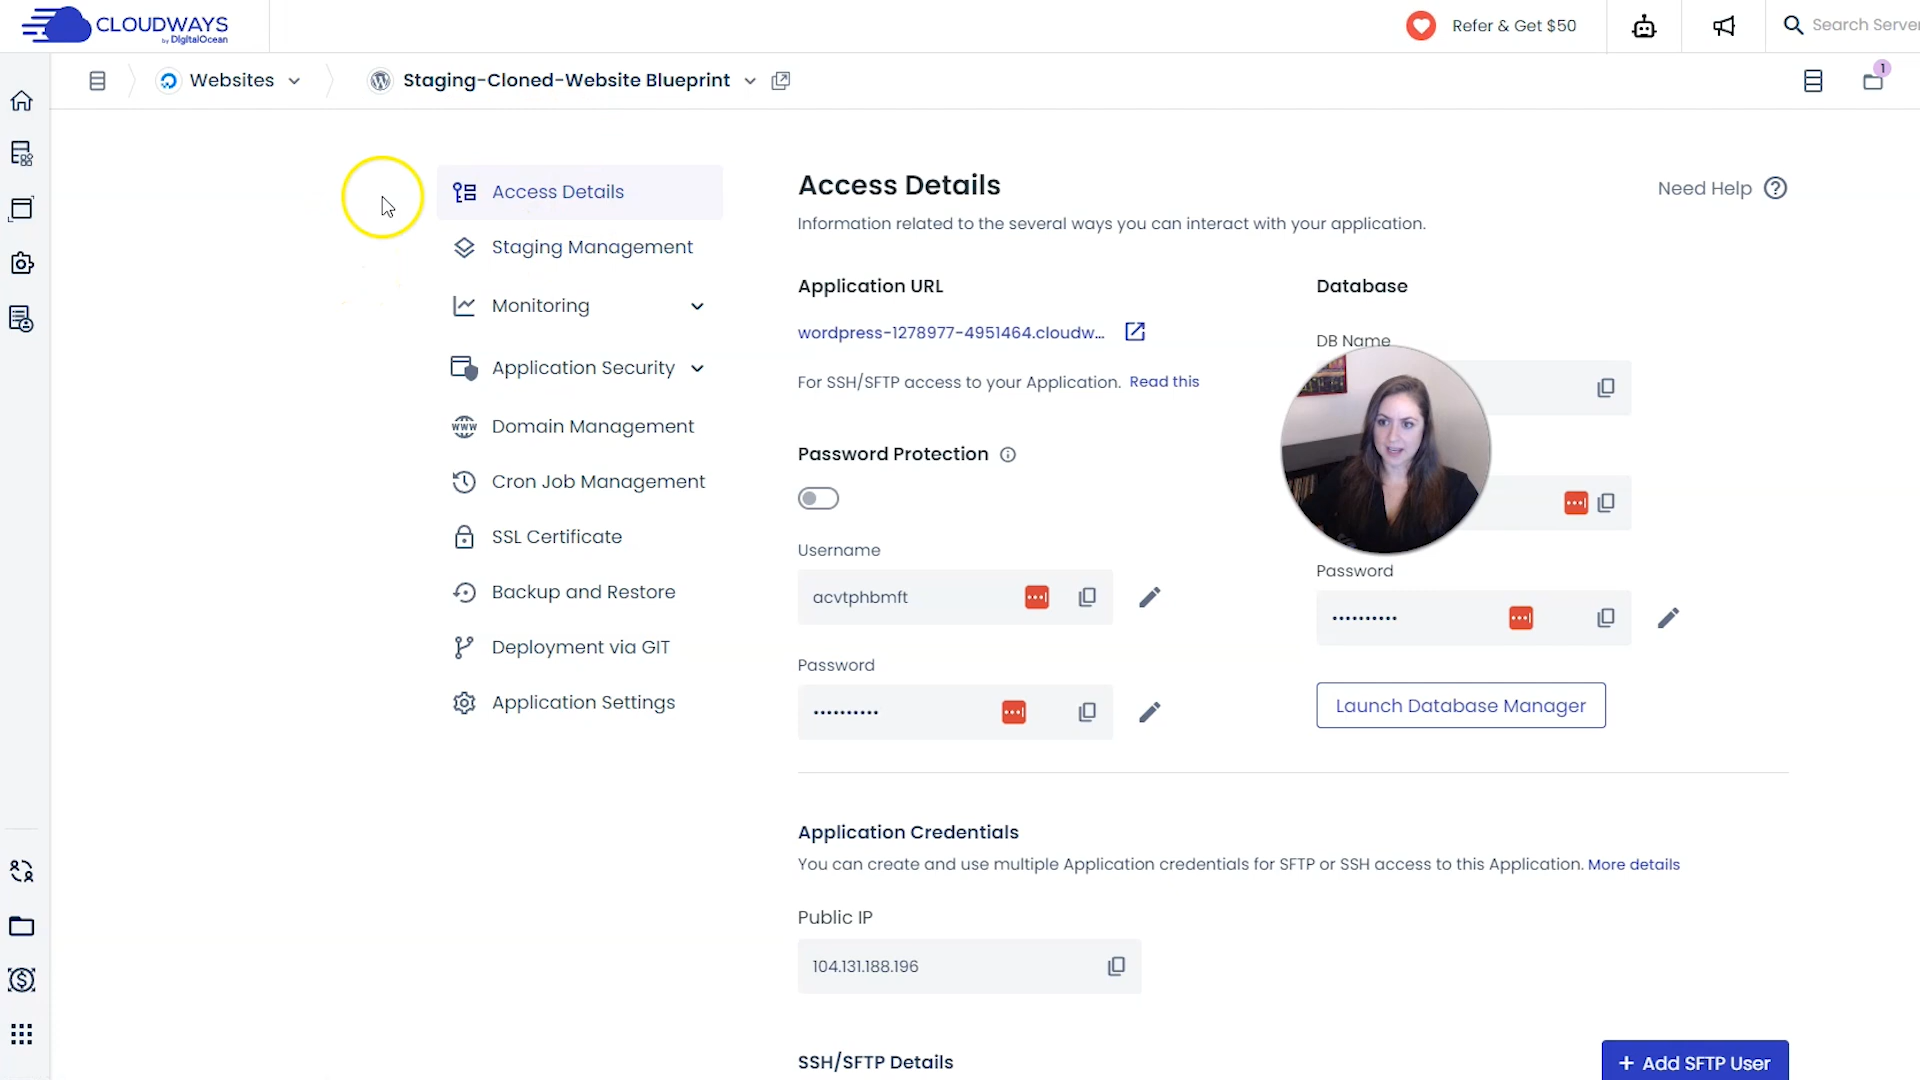 CLOUDWAYS
by DigitalOcean
Refer & Get $50
Search Server
Websites
Staging-Cloned-Website Blueprint
1
Access Details
Staging Management
Monitoring
Application Security
WWW
Domain Management
Cron Job Management
SSL Certificate
Backup and Restore
Deployment via GIT
Application Settings
Access Details
Need Help
Information related to the several ways you can interact with your application.
Application URL
wordpress-1278977-4951464.cloudw...
For SSH/SFTP access to your Application. Read this
Password Protection
Username
acvtphbmft
Password
••••••••••
Database
DB Name
Password
••••••••••
Launch Database Manager
Application Credentials
You can create and use multiple Application credentials for SFTP or SSH access to this Application. More details
Public IP
104.131.188.196
SSH/SFTP Details
+ Add SFTP User